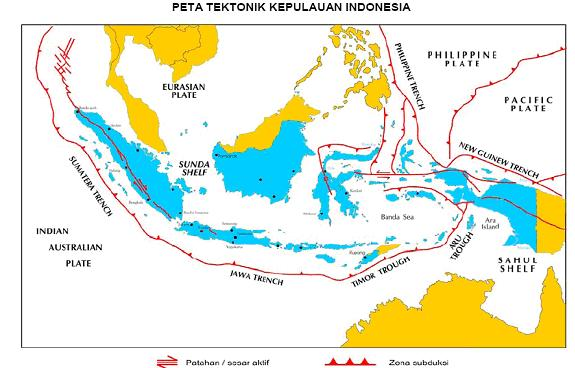 PETA TEKTONIK KEPULAUAN INDONESIA
EURASIAN
PLATE
PHILIPPINE TRENCH
PHILIPPINE
PLATE
PACIFIC
PLATE
SUNDA
SHELF
NEW GUINEW TRENCH
SUMATERA TRENCH
Banda Sea.
Aru
Island
INDIAN
AUSTRALIAN
PLATE
Kupang
ARU
TROUGH
SAHUL
SHELF
JAWA TRENCH
TIMOR TROUGH
Patahan / sesar aktif
Zona subduksi